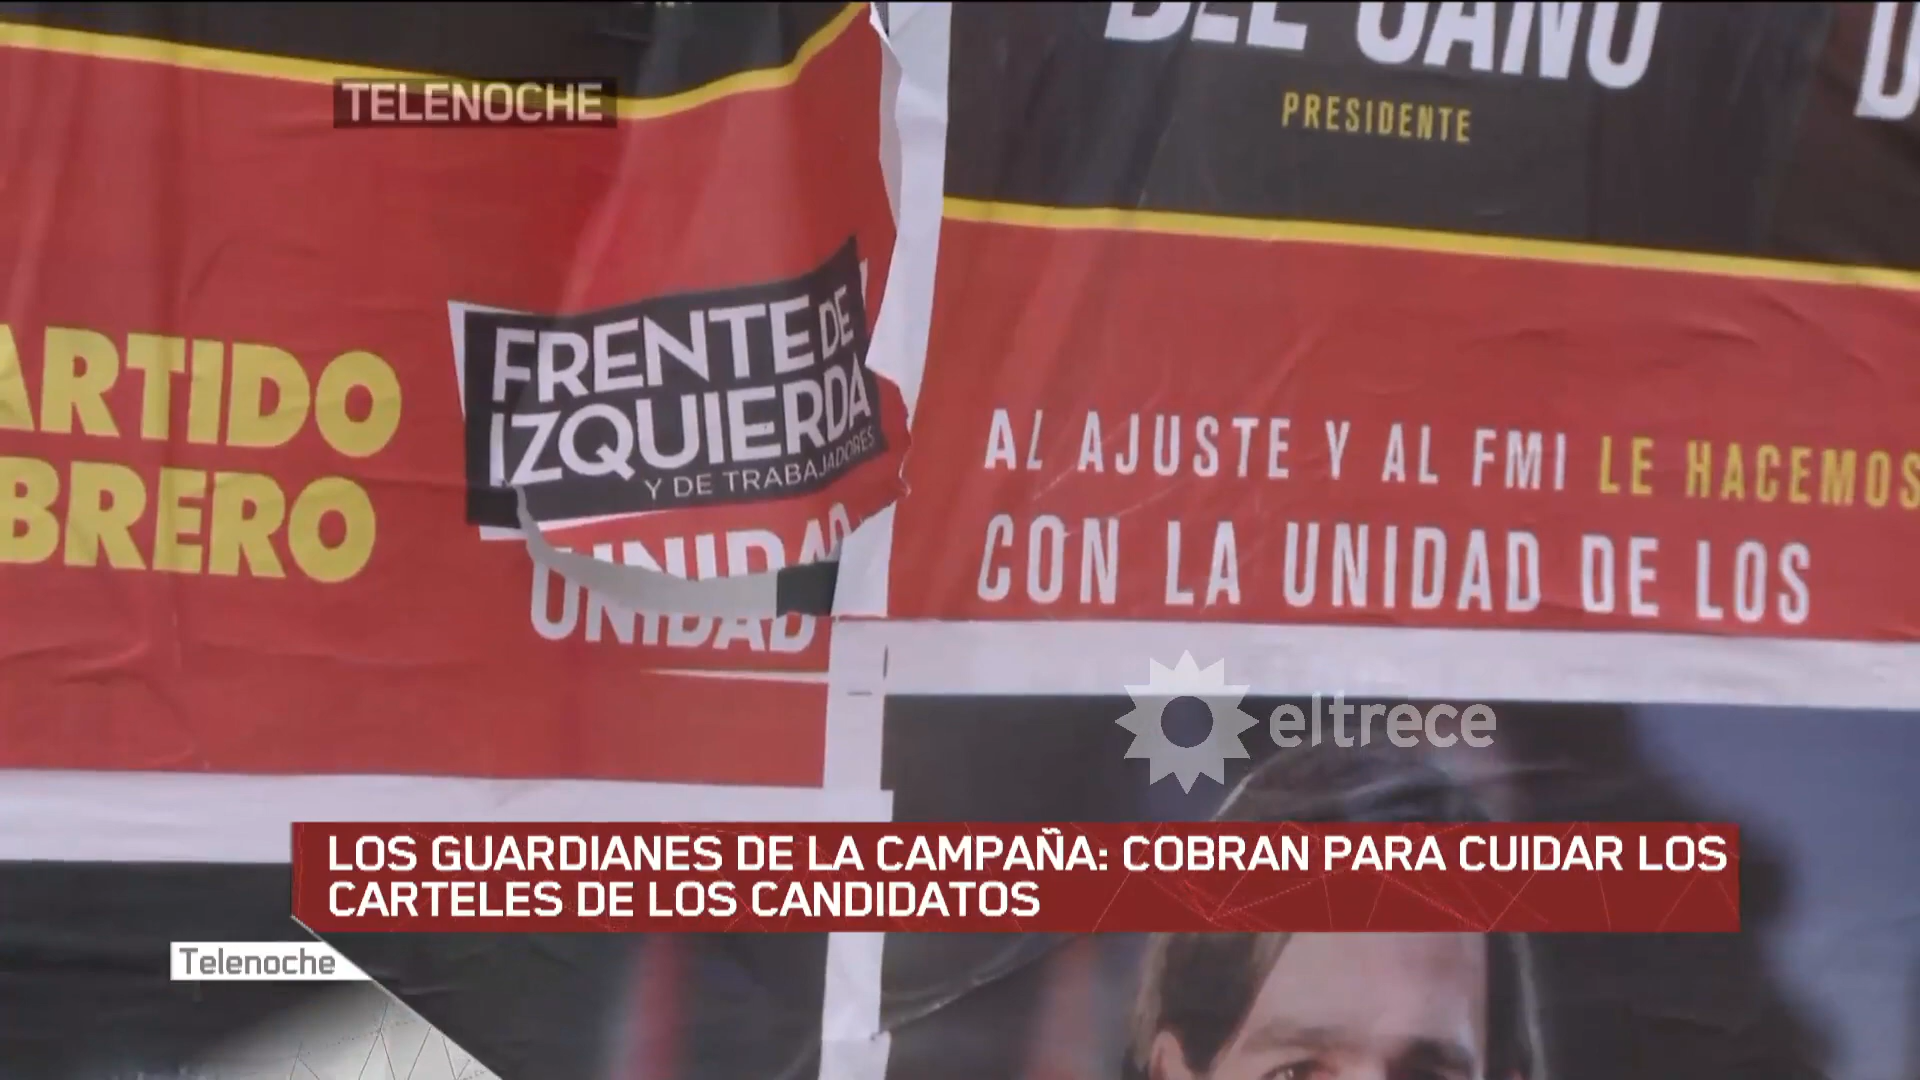 DEL CAÑO
PRESIDENTE
TELENOCHE
ARTIDO
BRERO
FRENTE DE
IZQUIERDA
Y DE TRABAJADORES
UNIDAD
AL AJUSTE Y AL FMI LE HACEMOS
CON LA UNIDAD DE LOS
eltrece
LOS GUARDIANES DE LA CAMPAÑA: COBRAN PARA CUIDAR LOS
CARTELES DE LOS CANDIDATOS
Telenoche